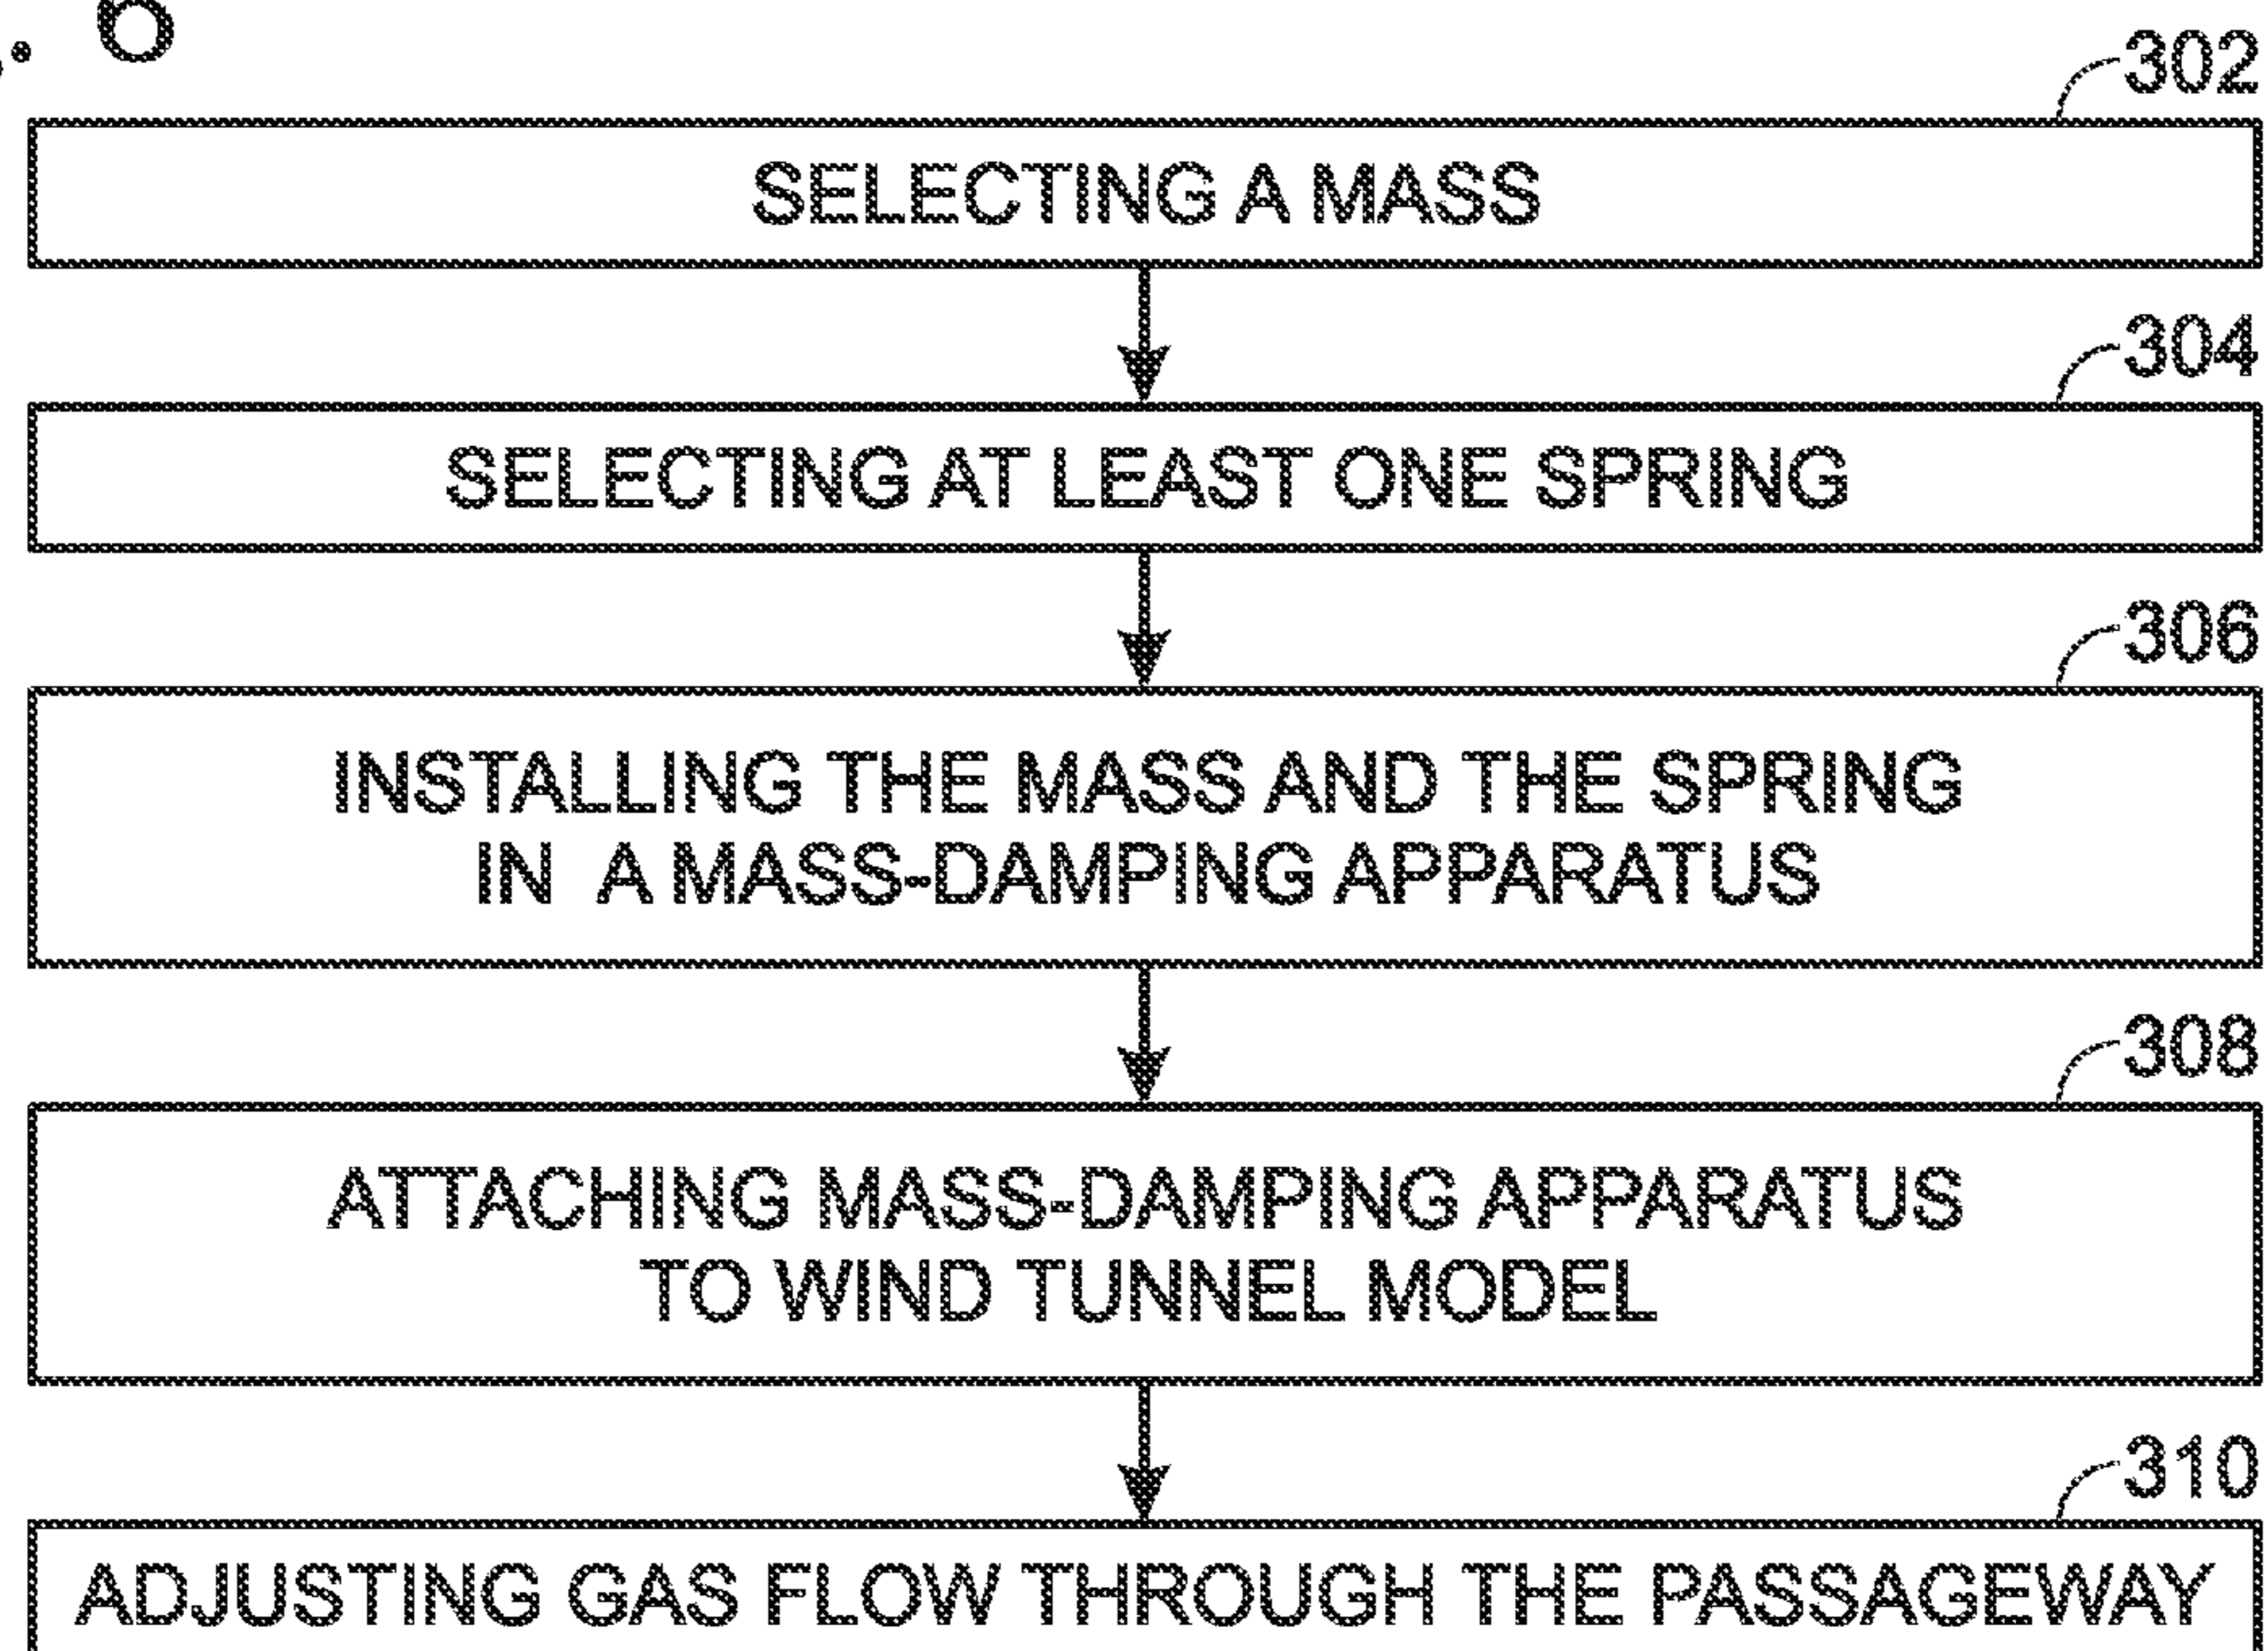 6
302
SELECTING A MASS
304
SELECTING AT LEAST ONE SPRING
306
INSTALLING THE MASS AND THE SPRING
IN A MASS-DAMPING APPARATUS
308
ATTACHING MASS-DAMPING APPARATUS
TO WIND TUNNEL MODEL
310
ADJUSTING GAS FLOW THROUGH THE PASSAGEWAY